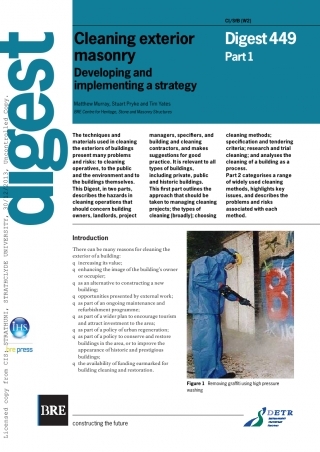 CI/SfB (W2)
digest
Cleaning exterior
masonry
Developing and
implementing a strategy
Matthew Murray, Stuart Pryke and Tim Yates
BRE Centre for Heritage, Stone and Masonry Structures
Digest 449
Part 1
The techniques and
materials used in cleaning
the exteriors of buildings
present many problems
and risks: to cleaning
operatives, to the public
and the environment and to
the buildings themselves.
This Digest, in two parts,
describes the hazards in
cleaning operations that
should concern building
owners, landlords, project
managers, specifiers, and
building and cleaning
contractors, and makes
suggestions for good
practice. It is relevant to all
types of buildings,
including private, public
and historic buildings.
This first part outlines the
approach that should be
taken to managing cleaning
projects; the types of
cleaning (broadly); choosing
cleaning methods;
specification and tendering
criteria; research and trial
cleaning; and analyses the
cleaning of a building as a
process.
Part 2 categorises a range
of widely used cleaning
methods, highlights key
issues, and describes the
problems and risks
associated with each
method.
Introduction
There can be many reasons for cleaning the
exterior of a building:
q increasing its value;
q enhancing the image of the building's owner
or occupier;
q as an alternative to constructing a new
building;
q opportunities presented by external work;
q as part of an ongoing maintenance and
refurbishment programme;
q as part of a wider plan to encourage tourism
and attract investment to the area;
q as part of a policy of urban regeneration;
q as part of a policy to conserve and restore
buildings in the area, or to improve the
appearance of historic and prestigious
buildings;
q the availability of funding earmarked for
building cleaning and restoration.
Figure 1 Removing graffiti using high pressure
washing
IHS
press
BRE
constructing the future
DETR
Licensed copy from CIS: STRATHUNI, STRATHCLYDE UNIVERSITY,
2013, Uncontrolled Copy.